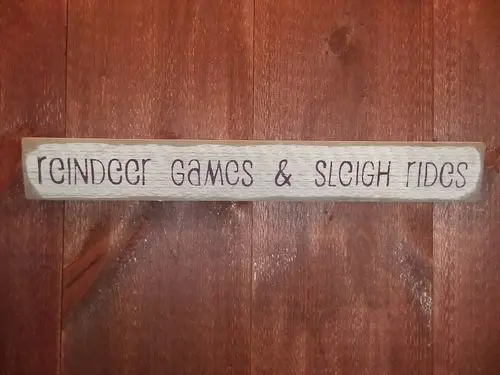 reindeer games & sleigh rides